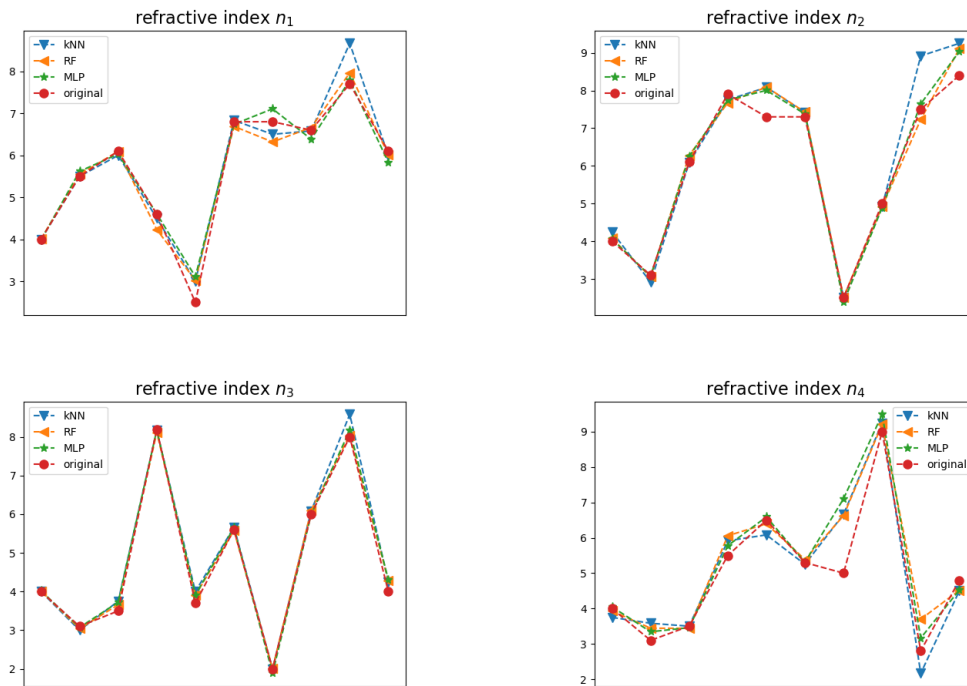 refractive index n₁
kNN
RF
MLP
original
8
7
6
5
4
3
refractive index n₂
kNN
RF
MLP
original
9
8
7
6
5
4
3
refractive index n₃
kNN
RF
MLP
original
8
7
6
5
4
3
2
refractive index n₄
kNN
RF
MLP
original
9
8
7
6
5
4
3
2